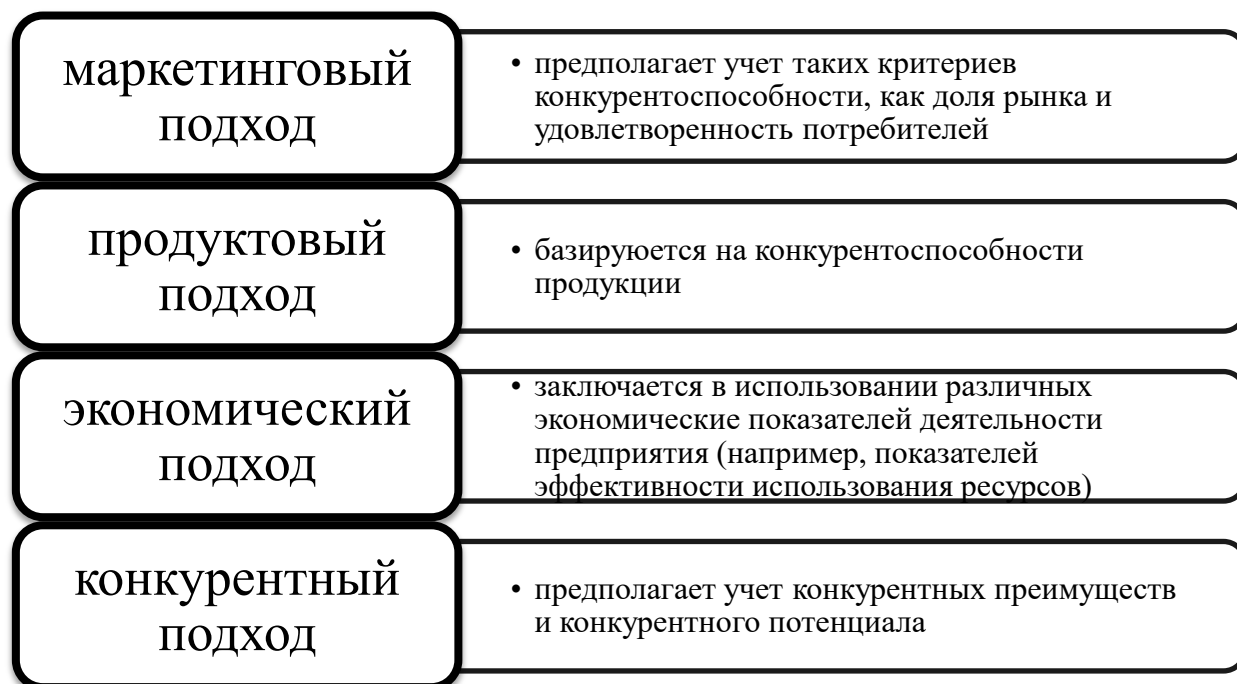 маркетинговый
подход
• предполагает учет таких критериев
конкурентоспособности, как доля рынка и
удовлетворенность потребителей
продуктовый
подход
• базируюется на конкурентоспособности
продукции
экономический
подход
• заключается в использовании различных
экономические показателей деятельности
предприятия (например, показателей
эффективности использования ресурсов)
конкурентный
подход
• предполагает учет конкурентных преимуществ
и конкурентного потенциала